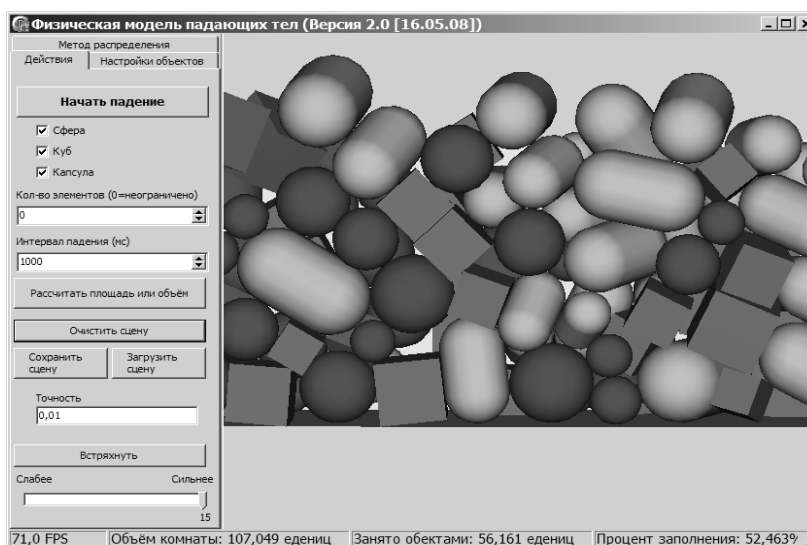 Физическая модель падающих тел (Версия 2.0 [16.05.08])
Метод распределения
Действия
Настройки объектов
Начать падение
Сфера
Куб
Капсула
Кол-во элементов (0=неограничено)
0
Интервал падения (мс)
1000
Рассчитать площадь или объём
Очистить сцену
Сохранить сцену
Загрузить сцену
Точность
0,01
Встряхнуть
Слабее
Сильнее
15
71,0 FPS
Объём комнаты: 107,049 едениц
Занято обектами: 56,161 едениц
Процент заполнения: 52,463%